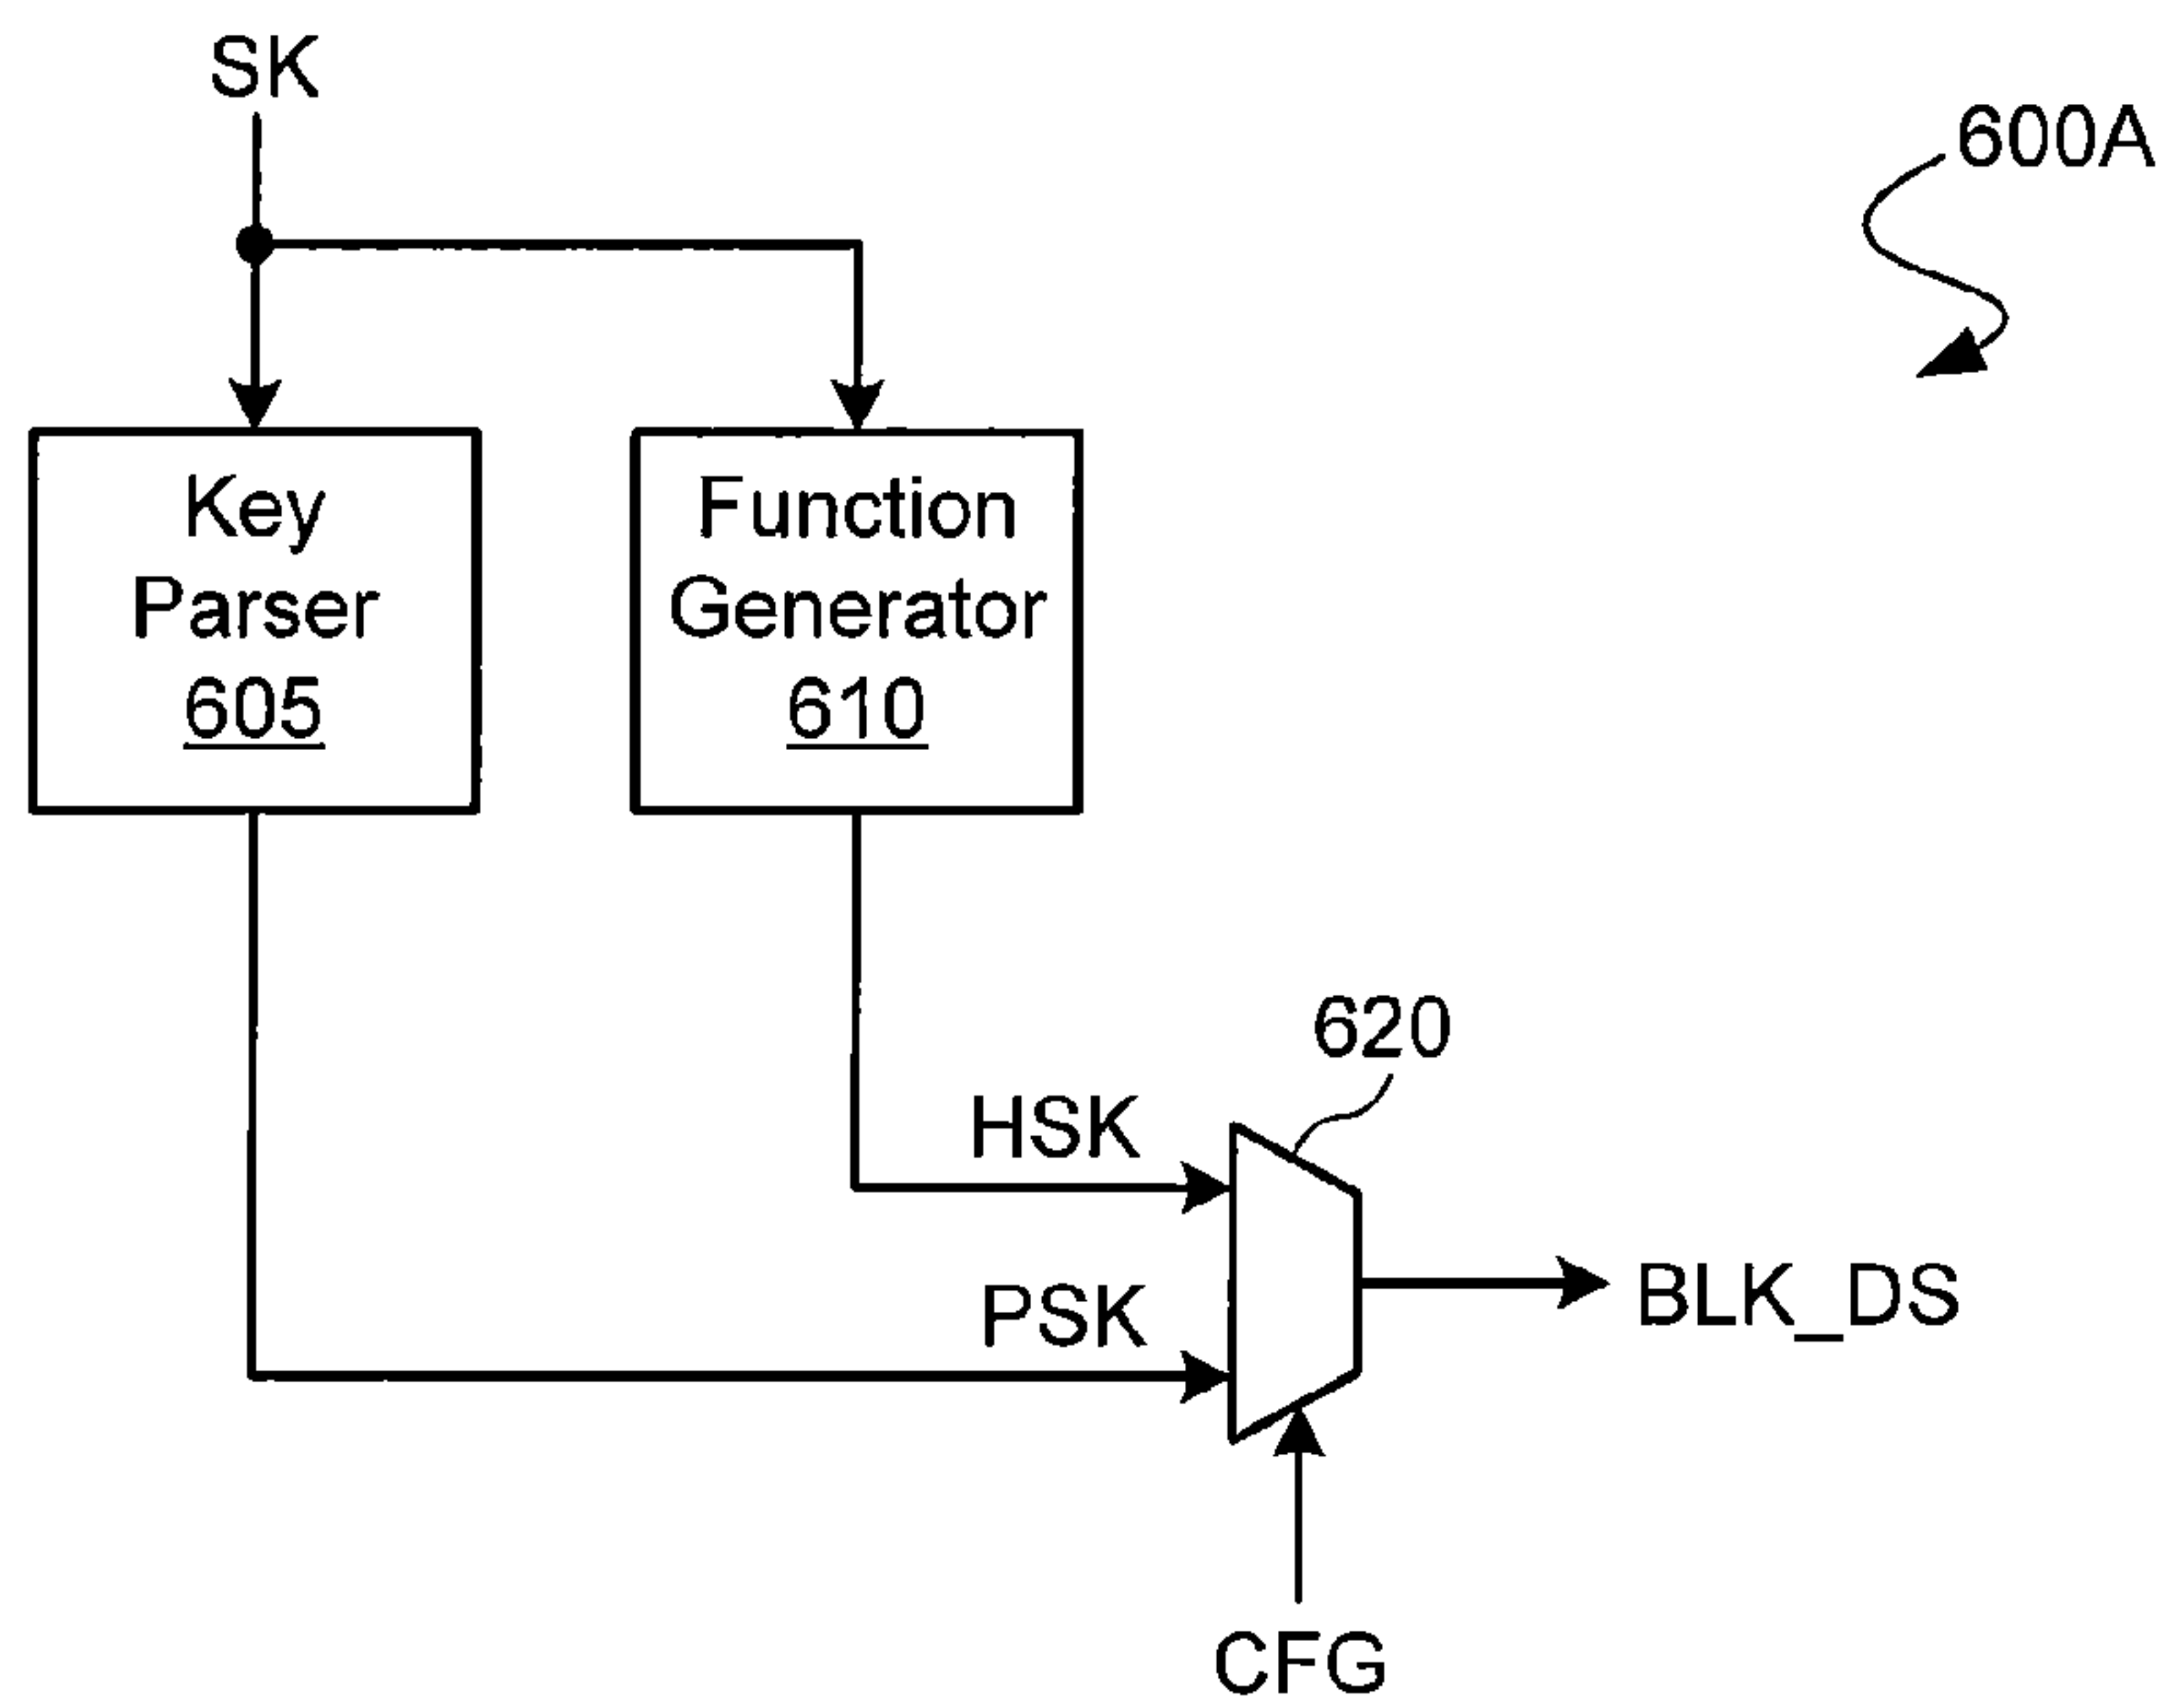 SK
600A
Key
Parser
605
Function
Generator
610
620
HSK
PSK
BLK_DS
CFG